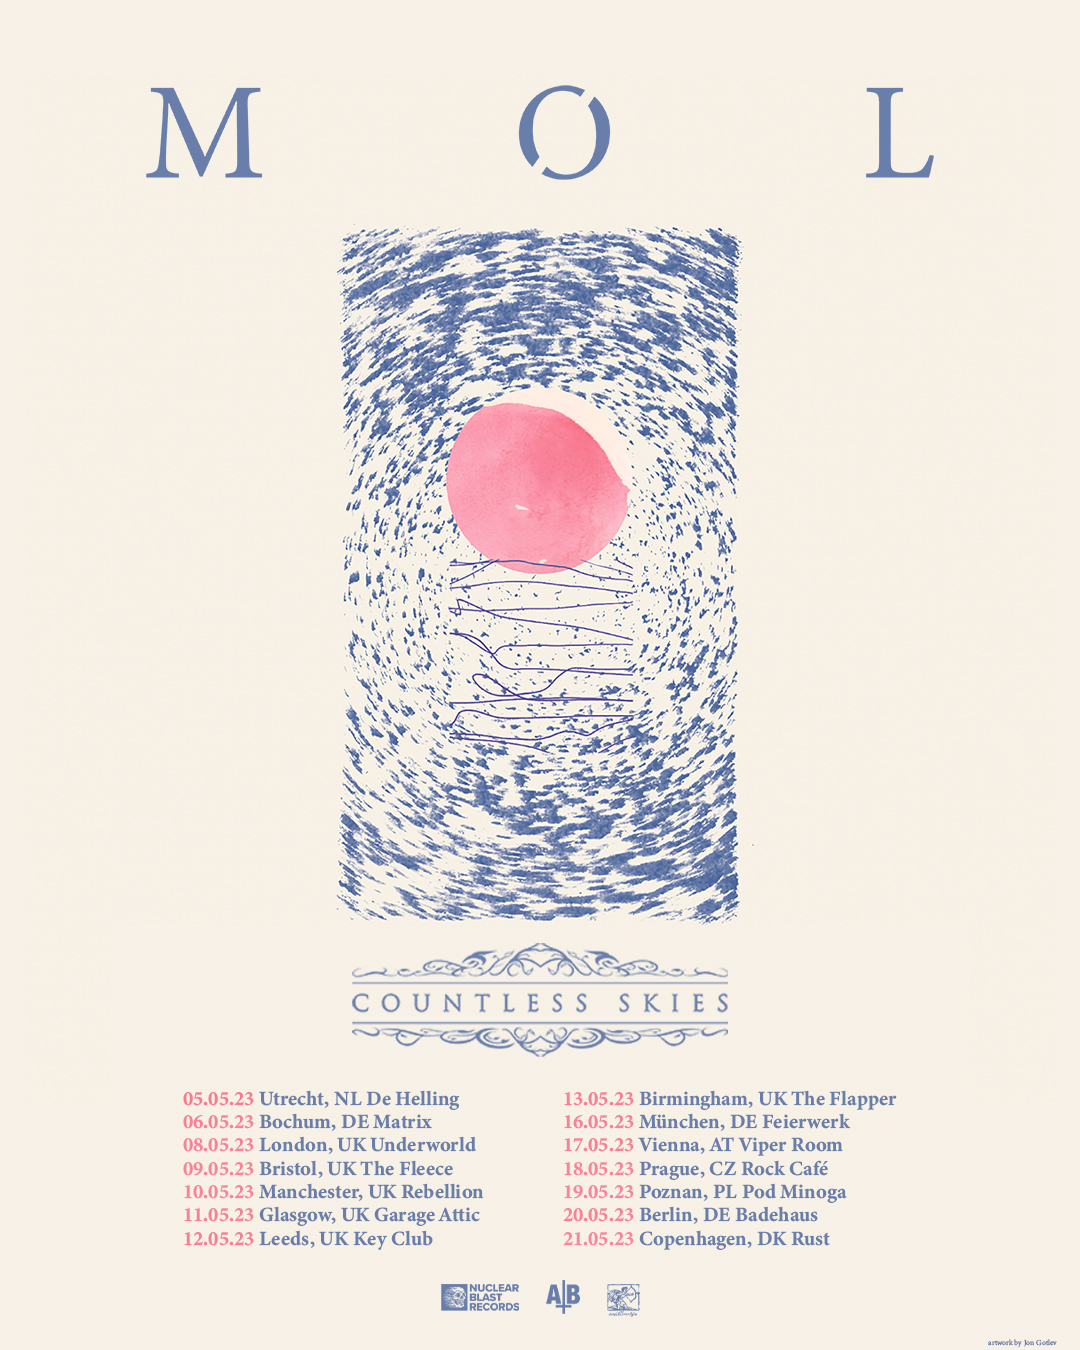 MØL
COUNTLESS SKIES
05.05.23 Utrecht, NL De Helling
06.05.23 Bochum, DE Matrix
08.05.23 London, UK Underworld
09.05.23 Bristol, UK The Fleece
10.05.23 Manchester, UK Rebellion
11.05.23 Glasgow, UK Garage Attic
12.05.23 Leeds, UK Key Club
13.05.23 Birmingham, UK The Flapper
16.05.23 München, DE Feierwerk
17.05.23 Vienna, AT Viper Room
18.05.23 Prague, CZ Rock Café
19.05.23 Poznan, PL Pod Minoga
20.05.23 Berlin, DE Badehaus
21.05.23 Copenhagen, DK Rust
NUCLEAR
BLAST
RECORDS
A B
artwork by Jon Gotlev